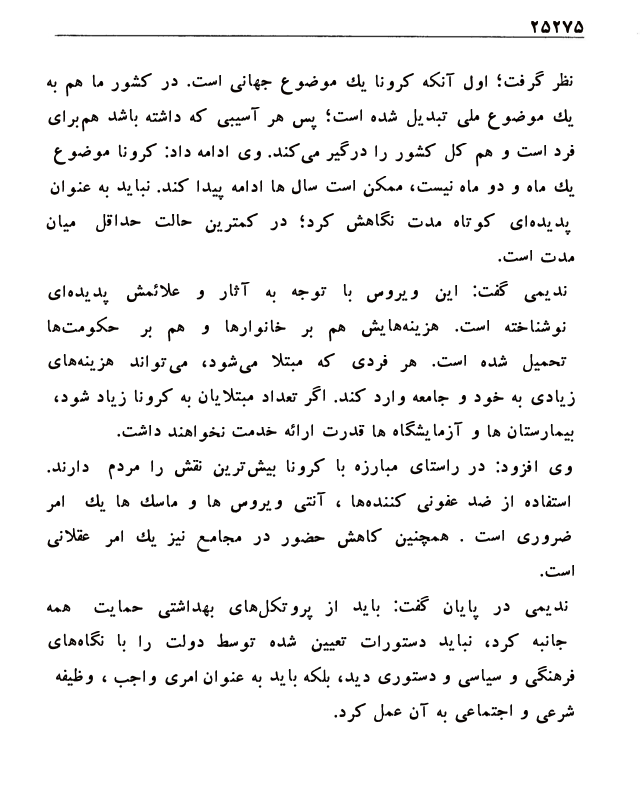 ۲۵۲۷۵
نظر گرفت؛ اول آنکه کرونا یك موضوع جهانی است. در کشور ما هم به
یك موضوع ملی تبدیل شده است؛ پس هر آسیبی که داشته باشد هم‌برای
فرد است و هم کل کشور را درگیر می‌کند. وی ادامه داد: کرونا موضوع
یك ماه و دو ماه نیست، ممکن است سال ها ادامه پیدا کند. نباید به عنوان
پدیده‌ای کوتاه مدت نگاهش کرد؛ در کمترین حالت حداقل میان
مدت است.
ندیمی گفت: این ویروس با توجه به آثار و علائمش پدیده‌ای
نوشناخته است. هزینه‌هایش هم بر خانوارها و هم بر حکومت‌ها
تحمیل شده است. هر فردی که مبتلا می‌شود، می‌تواند هزینه‌های
زیادی به خود و جامعه وارد کند. اگر تعداد مبتلایان به کرونا زیاد شود،
بیمارستان ها و آزمایشگاه ها قدرت ارائه خدمت نخواهند داشت.
وی افزود: در راستای مبارزه با کرونا بیش‌ترین نقش را مردم دارند.
استفاده از ضد عفونی کننده‌ها ، آنتی ویروس ها و ماسك ها یك امر
ضروری است . همچنین کاهش حضور در مجامع نیز یك امر عقلانی
است.
ندیمی در پایان گفت: باید از پروتکل‌های بهداشتی حمایت همه
جانبه کرد، نباید دستورات تعیین شده توسط دولت را با نگاه‌های
فرهنگی و سیاسی و دستوری دید، بلکه باید به عنوان امری واجب ، وظیفه
شرعی و اجتماعی به آن عمل کرد.